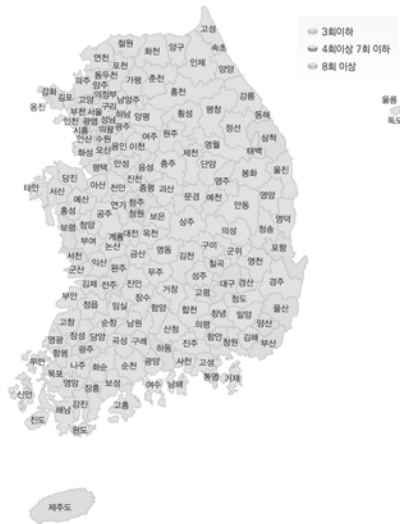 3회이하
4회이상 7회 이하
8회 이상
고성
철원
화천
양구
속초
연천
인제
포천
양양
파주
동두천
가평
춘천
양주
의정부
홍천
강화
김포
고양
남양주
강릉
울릉
옹진
구리
부천
서울
하남
양평
횡성
평창
동해
독도
인천
광명
성남
광주
정선
시흥
의왕
원주
삼척
안산
수원
여주
화성
오산
용인
이천
제천
영월
태백
평택
안성
음성
충주
단양
울진
당진
진천
봉화
태안
서산
아산
천안
증평
괴산
영주
예산
문경
예천
영양
홍성
연기
청주
안동
공주
청원
보은
영덕
보령
청양
상주
의성
청송
부여
계룡
대전
옥천
논산
구미
포항
서천
금산
영동
김천
군위
익산
칠곡
영천
군산
완주
무주
성주
김제
전주
진안
대구
경산
경주
부안
장수
거창
고령
청도
정읍
임실
함양
합천
창녕
밀양
울산
고창
순창
남원
산청
의령
양산
장성
담양
곡성
구례
함안
김해
영광
진주
창원
부산
함평
광주
하동
무안
나주
화순
순천
광양
사천
고성
목포
통영
거제
영암
장흥
보성
여수
남해
신안
강진
해남
고흥
진도
완도
제주도